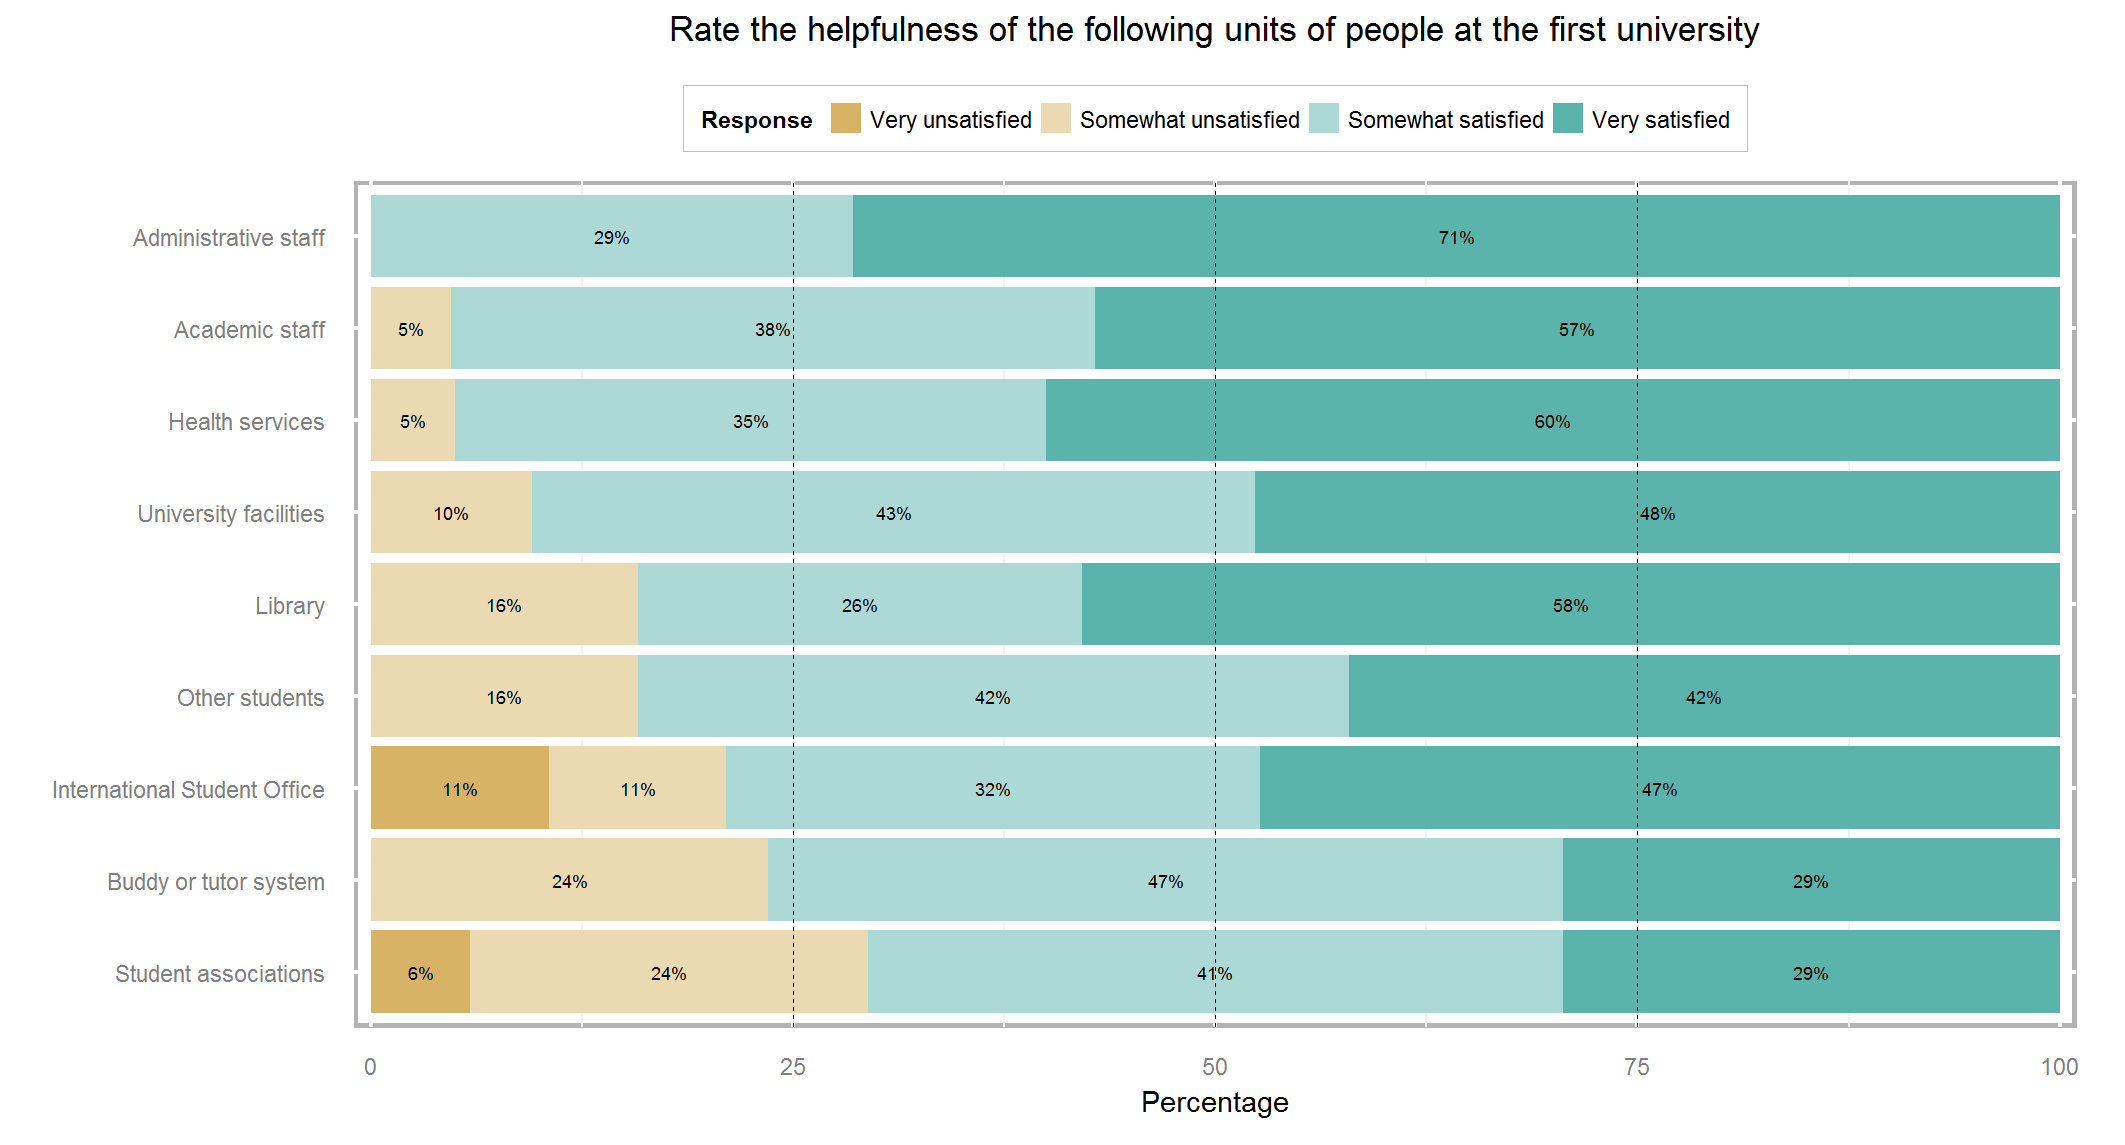 Rate the helpfulness of the following units of people at the first university
Response Very unsatisfied Somewhat unsatisfied Somewhat satisfied Very satisfied
Administrative staff 29% 71%
Academic staff 5% 38% 57%
Health services 5% 35% 60%
University facilities 10% 43% 48%
Library 16% 26% 58%
Other students 16% 42% 42%
International Student Office 11% 11% 32% 47%
Buddy or tutor system 24% 47% 29%
Student associations 6% 24% 41% 29%
0 25 50 75 100
Percentage